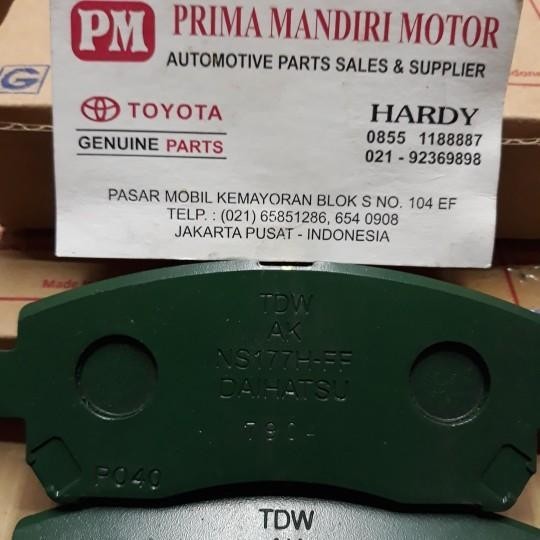 PM PRIMA MANDIRI MOTOR
AUTOMOTIVE PARTS SALES & SUPPLIER
TOYOTA
GENUINE PARTS
HARDY
0855 1188887
021 - 92369898
PASAR MOBIL KEMAYORAN BLOK S NO. 104 EF
TELP. : (021) 65851286, 654 0908
JAKARTA PUSAT - INDONESIA
Made
TDW
AK
NS177H-FF
DAIHATSU
P040
TDW